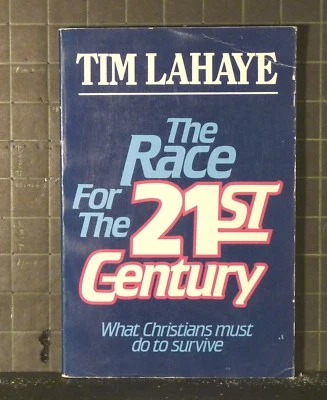 TIM LAHAYE
The
Race
For
The 21ST
Century
What Christians must
do to survive